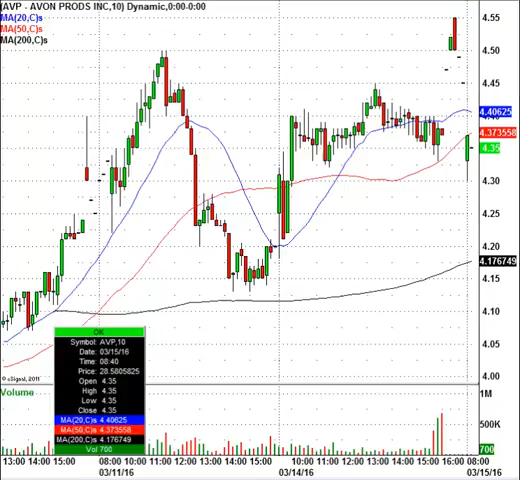 (AVP - AVON PRODS INC,10) Dynamic,0:00-0:00
MA(20,C)s
MA(50,C)s
MA(200,C)s
4.55
4.50
4.45
4.40625
4.373558
4.35
4.30
4.25
4.20
4.176749
4.15
4.10
4.05
4.00
© eSignal, 2011
OK
Symbol: AVP,10
Date: 03/15/16
Time: 08:40
Price: 28.5805825
Open 4.35
High 4.35
Low 4.35
Close 4.35
MA(20,C)s 4.40625
MA(50,C)s 4.373558
MA(200,C)s 4.176749
Vol 700
Volume
1M
500K
700
13:00 14:00 15:00 08:00 09:00 10:00 11:00 12:00 13:00 14:00 15:00 10:00 11:00 12:00 13:00 14:00 15:00 16:00 08:00
03/11/16 03/14/16 03/15/16